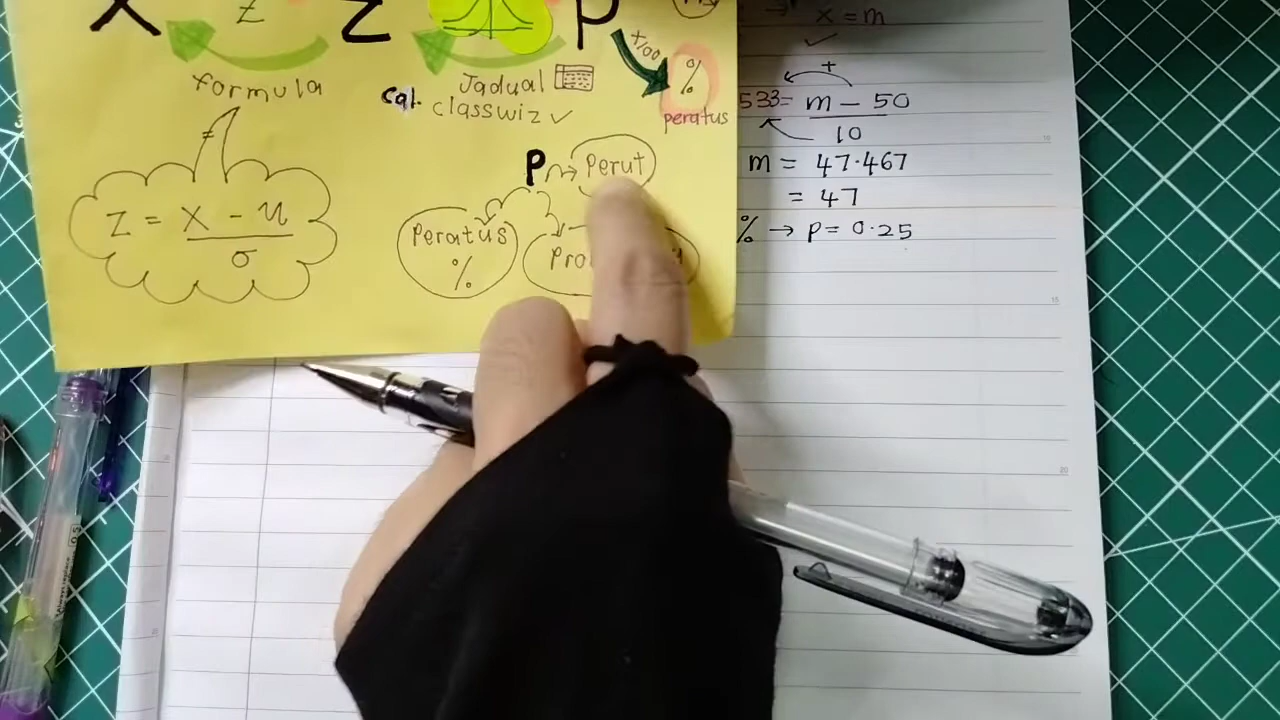 x z z p
formula
cal. Jadual
classwiz ✓
x100
%
peratus
P → Perut
Peratus
%
z = x - μ
σ
→ x = m
✓
+
533 = m - 50
10
m = 47.467
= 47
% → p = 0.25